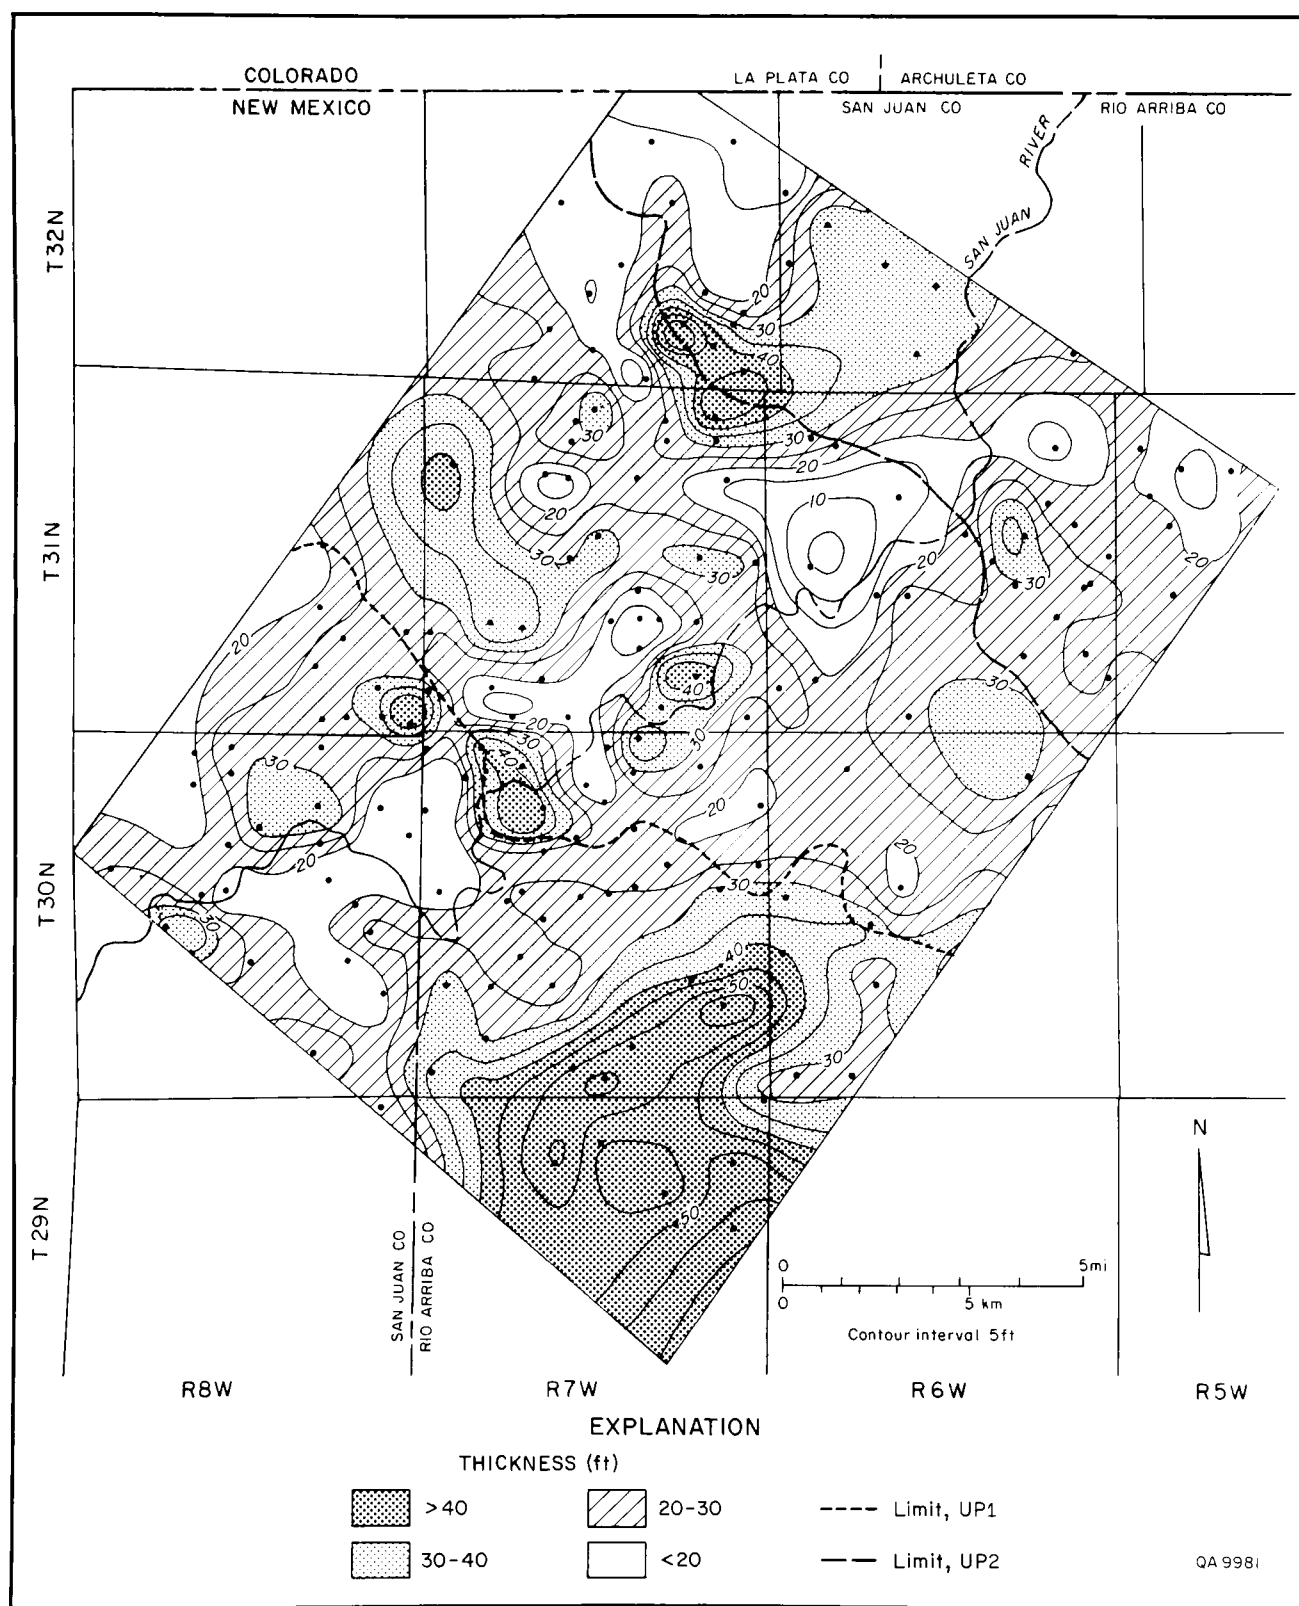 COLORADO
NEW MEXICO
LA PLATA CO
ARCHULETA CO
SAN JUAN CO
RIO ARRIBA CO
RIVER
SAN JUAN
T32N
20
30
40
30
20
30
20
10
T31N
30
30
20
30
20
20
40
30
20
30
40
30
30
20
20
20
T30N
30
30
40
50
30
N
T29N
50
SAN JUAN CO
RIO ARRIBA CO
0
5mi
0
5 km
Contour interval 5ft
R8W
R7W
R6W
R5W
EXPLANATION
THICKNESS (ft)
>40
20-30
Limit, UP1
30-40
<20
Limit, UP2
QA 9981